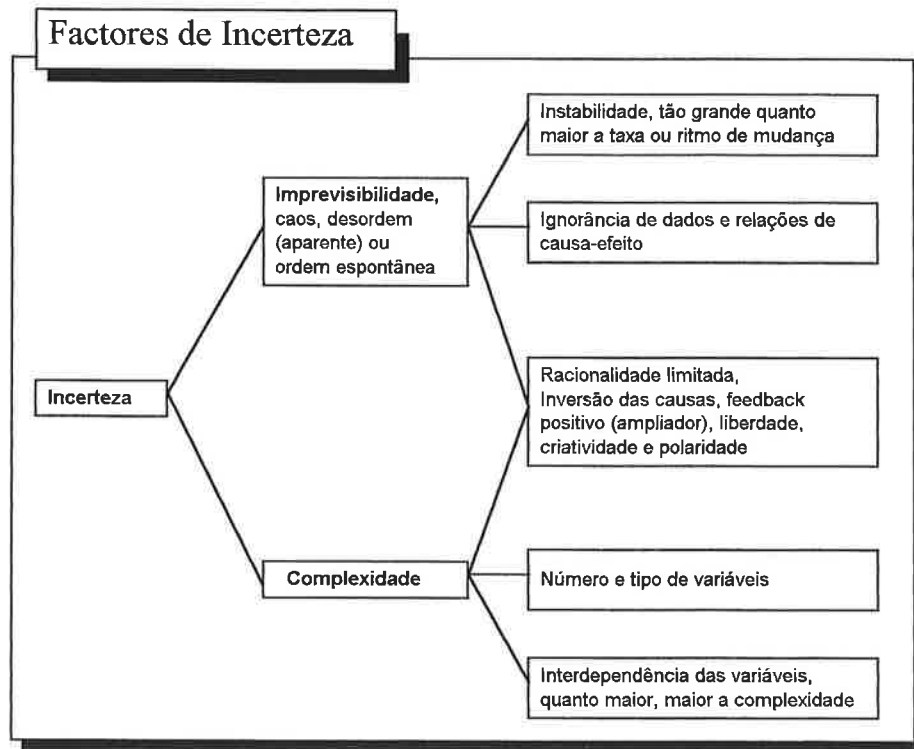 Factores de Incerteza
Instabilidade, tão grande quanto
maior a taxa ou ritmo de mudança
Imprevisibilidade,
caos, desordem
(aparente) ou
ordem espontânea
Ignorância de dados e relações de
causa-efeito
Incerteza
Racionalidade limitada,
Inversão das causas, feedback
positivo (ampliador), liberdade,
criatividade e polaridade
Complexidade
Número e tipo de variáveis
Interdependência das variáveis,
quanto maior, maior a complexidade